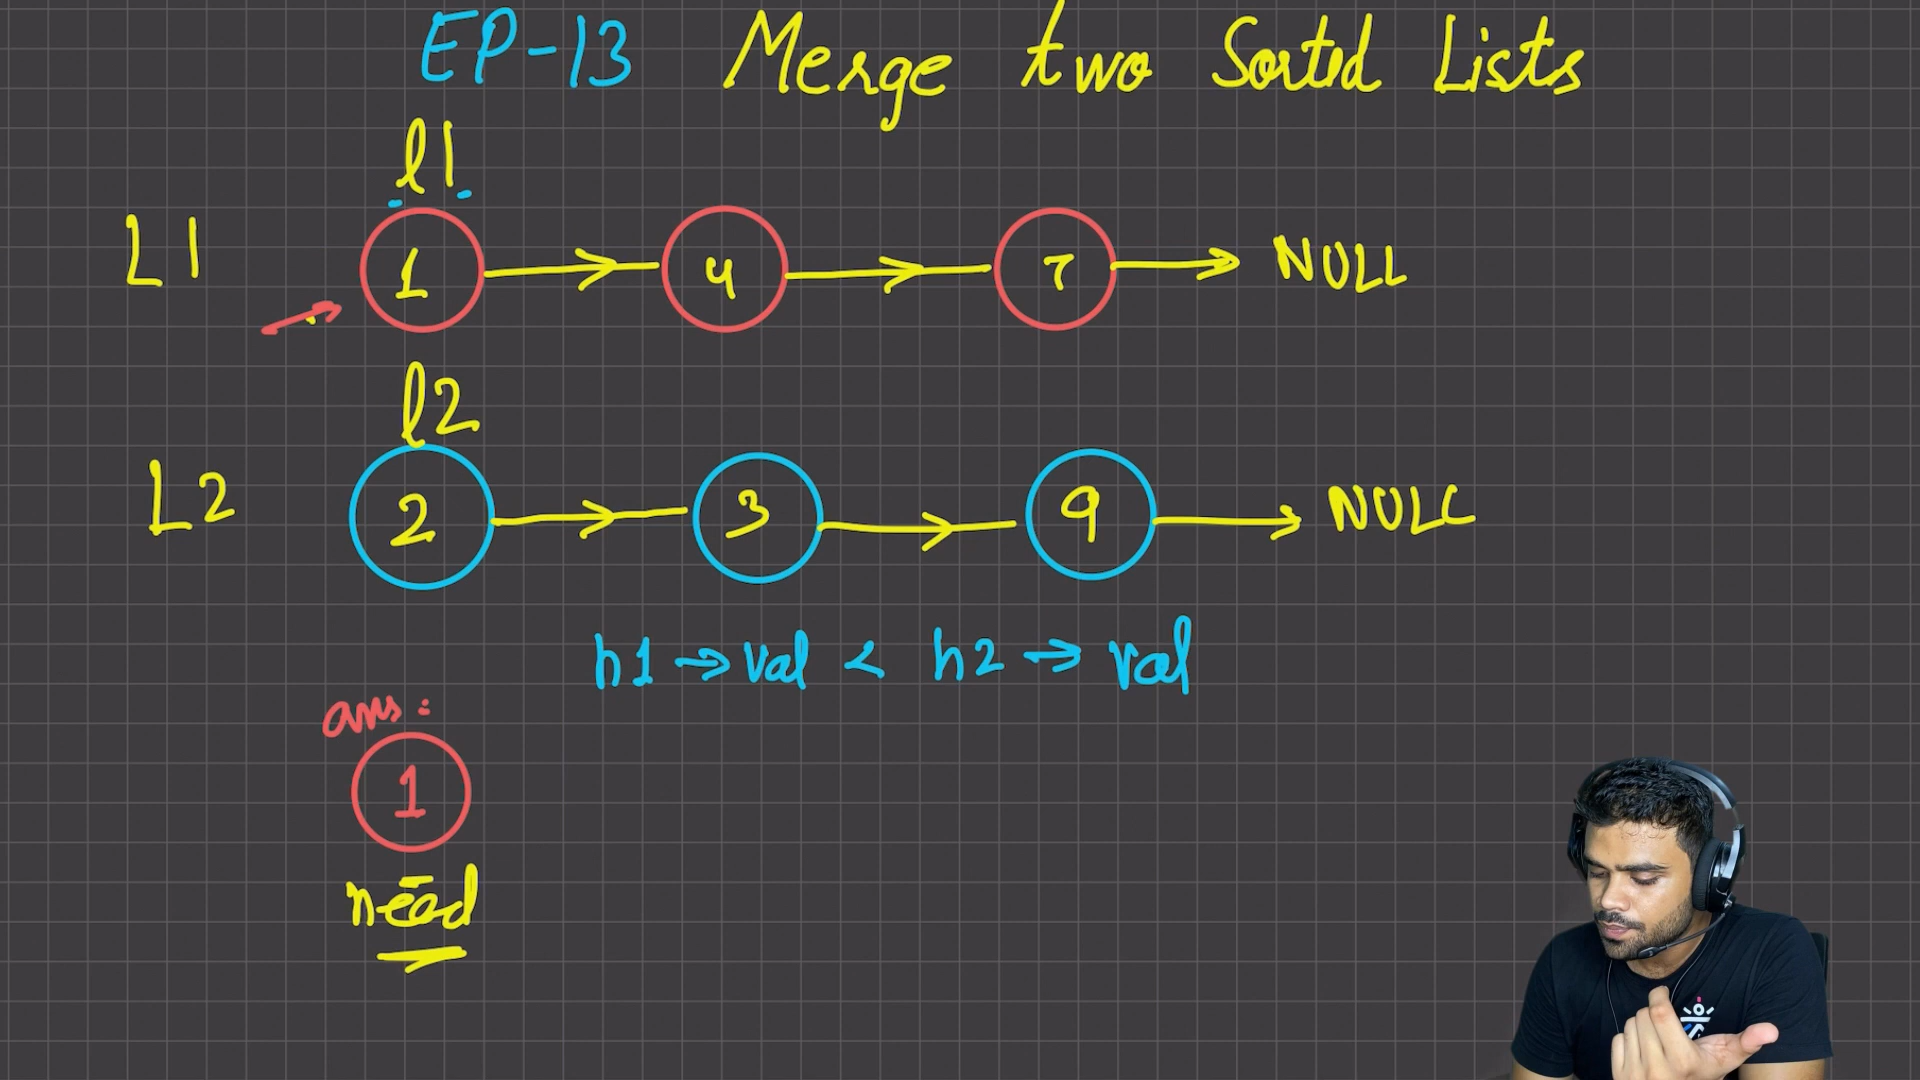 EP-13 Merge two Sorted Lists
l1
L1 1 4 7 NULL
l2
L2 2 3 9 NULL
h1 → val < h2 → val
ans:
1
need